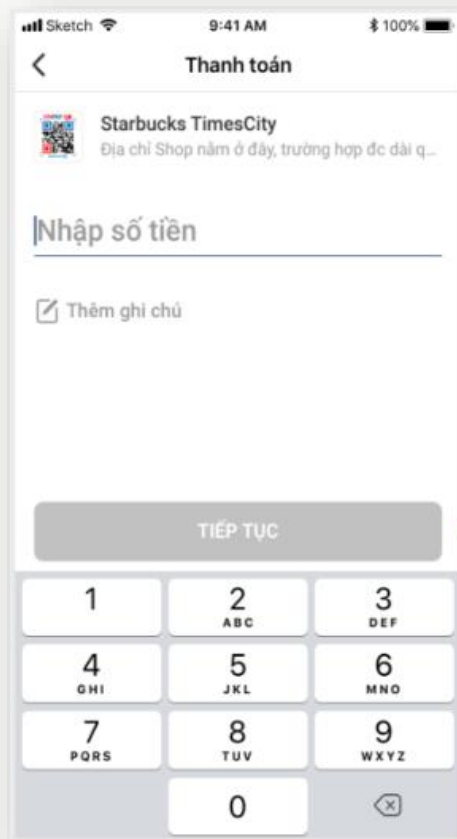 Sketch 9:41 AM 100%
Thanh toán
Starbucks TimesCity
Địa chỉ Shop nằm ở đây, trường hợp đc dài q...
Nhập số tiền
Thêm ghi chú
TIẾP TỤC
1 2 3
ABC DEF
4 5 6
GHI JKL MNO
7 8 9
PQRS TUV WXYZ
0